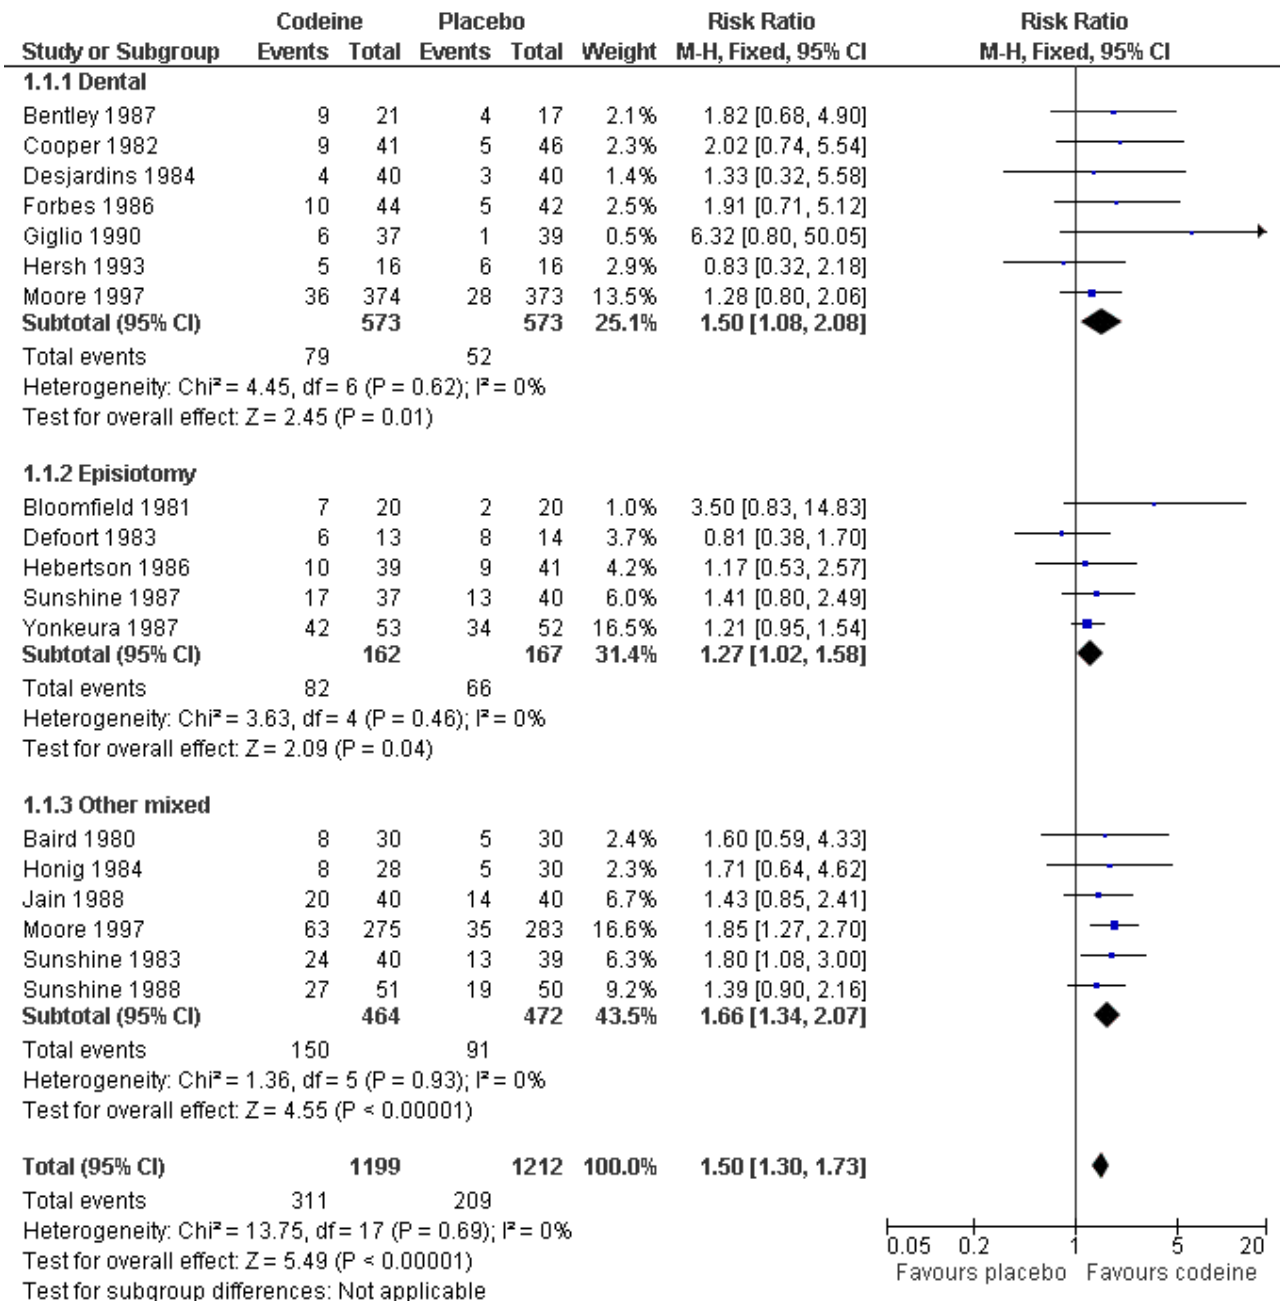 Codeine Placebo Risk Ratio Risk Ratio
Study or Subgroup Events Total Events Total Weight M-H, Fixed, 95% CI M-H, Fixed, 95% CI
1.1.1 Dental
Bentley 1987 9 21 4 17 2.1% 1.82 [0.68, 4.90]
Cooper 1982 9 41 5 46 2.3% 2.02 [0.74, 5.54]
Desjardins 1984 4 40 3 40 1.4% 1.33 [0.32, 5.58]
Forbes 1986 10 44 5 42 2.5% 1.91 [0.71, 5.12]
Giglio 1990 6 37 1 39 0.5% 6.32 [0.80, 50.05]
Hersh 1993 5 16 6 16 2.9% 0.83 [0.32, 2.18]
Moore 1997 36 374 28 373 13.5% 1.28 [0.80, 2.06]
Subtotal (95% CI) 573 573 25.1% 1.50 [1.08, 2.08]
Total events 79 52
Heterogeneity: Chi² = 4.45, df = 6 (P = 0.62); I² = 0%
Test for overall effect: Z = 2.45 (P = 0.01)
1.1.2 Episiotomy
Bloomfield 1981 7 20 2 20 1.0% 3.50 [0.83, 14.83]
Defoort 1983 6 13 8 14 3.7% 0.81 [0.38, 1.70]
Hebertson 1986 10 39 9 41 4.2% 1.17 [0.53, 2.57]
Sunshine 1987 17 37 13 40 6.0% 1.41 [0.80, 2.49]
Yonkeura 1987 42 53 34 52 16.5% 1.21 [0.95, 1.54]
Subtotal (95% CI) 162 167 31.4% 1.27 [1.02, 1.58]
Total events 82 66
Heterogeneity: Chi² = 3.63, df = 4 (P = 0.46); I² = 0%
Test for overall effect: Z = 2.09 (P = 0.04)
1.1.3 Other mixed
Baird 1980 8 30 5 30 2.4% 1.60 [0.59, 4.33]
Honig 1984 8 28 5 30 2.3% 1.71 [0.64, 4.62]
Jain 1988 20 40 14 40 6.7% 1.43 [0.85, 2.41]
Moore 1997 63 275 35 283 16.6% 1.85 [1.27, 2.70]
Sunshine 1983 24 40 13 39 6.3% 1.80 [1.08, 3.00]
Sunshine 1988 27 51 19 50 9.2% 1.39 [0.90, 2.16]
Subtotal (95% CI) 464 472 43.5% 1.66 [1.34, 2.07]
Total events 150 91
Heterogeneity: Chi² = 1.36, df = 5 (P = 0.93); I² = 0%
Test for overall effect: Z = 4.55 (P < 0.00001)
Total (95% CI) 1199 1212 100.0% 1.50 [1.30, 1.73]
Total events 311 209
Heterogeneity: Chi² = 13.75, df = 17 (P = 0.69); I² = 0%
Test for overall effect: Z = 5.49 (P < 0.00001)
Test for subgroup differences: Not applicable
0.05 0.2 1 5 20
Favours placebo Favours codeine